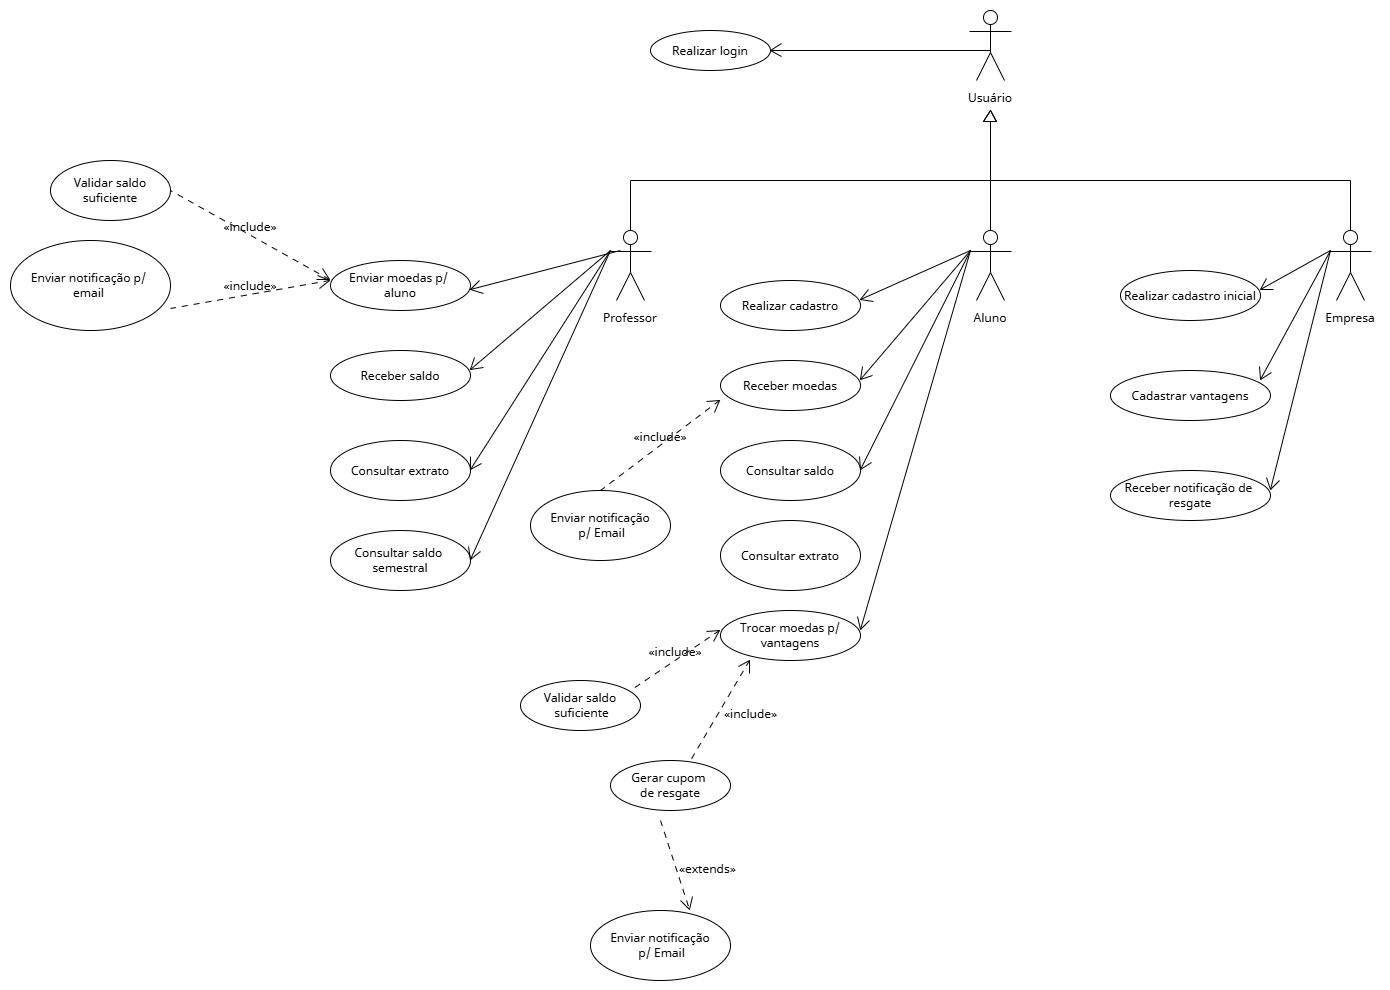 Realizar login
Usuário
Validar saldo
suficiente
«include»
Enviar notificação p/
email
«include»
Enviar moedas p/
aluno
Professor
Receber saldo
Consultar extrato
Consultar saldo
semestral
Realizar cadastro
Aluno
Receber moedas
«include»
Enviar notificação
p/ Email
Consultar saldo
Consultar extrato
Trocar moedas p/
vantagens
«include»
Validar saldo
suficiente
«include»
Gerar cupom
de resgate
«extends»
Enviar notificação
p/ Email
Realizar cadastro inicial
Empresa
Cadastrar vantagens
Receber notificação de
resgate